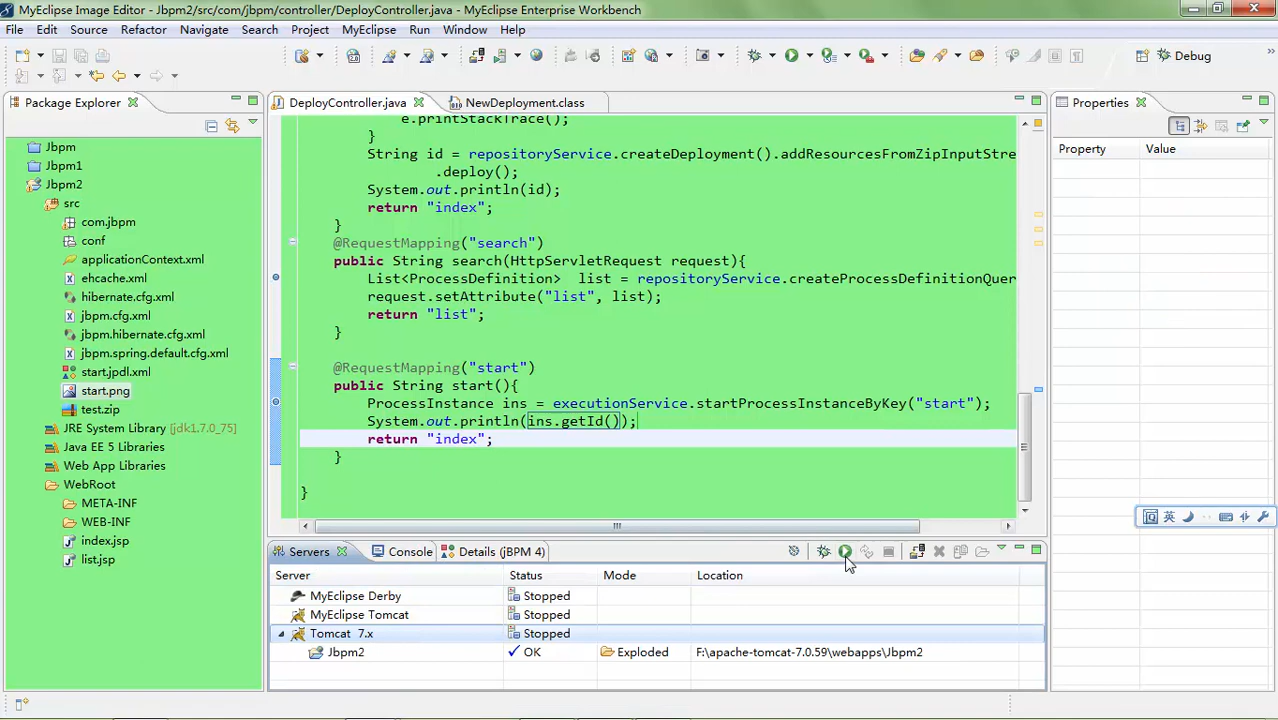 MyEclipse Image Editor - Jbpm2/src/com/jbpm/controller/DeployController.java - MyEclipse Enterprise Workbench
File Edit Source Refactor Navigate Search Project MyEclipse Run Window Help
Debug
Package Explorer
DeployController.java
NewDeployment.class
Properties
Property Value
Jbpm
Jbpm1
Jbpm2
src
com.jbpm
conf
applicationContext.xml
ehcache.xml
hibernate.cfg.xml
jbpm.cfg.xml
jbpm.hibernate.cfg.xml
jbpm.spring.default.cfg.xml
start.jpdl.xml
start.png
test.zip
JRE System Library [jdk1.7.0_75]
Java EE 5 Libraries
Web App Libraries
WebRoot
META-INF
WEB-INF
index.jsp
list.jsp
e.printStackTrace();
}
String id = repositoryService.createDeployment().addResourcesFromZipInputStre
.deploy();
System.out.println(id);
return "index";
}
@RequestMapping("search")
public String search(HttpServletRequest request){
List<ProcessDefinition> list = repositoryService.createProcessDefinitionQuer
request.setAttribute("list", list);
return "list";
}
@RequestMapping("start")
public String start(){
ProcessInstance ins = executionService.startProcessInstanceByKey("start");
System.out.println(ins.getId());
return "index";
}
}
英
Servers Console Details (jBPM 4)
Server Status Mode Location
MyEclipse Derby Stopped
MyEclipse Tomcat Stopped
Tomcat 7.x Stopped
Jbpm2 OK Exploded F:\apache-tomcat-7.0.59\webapps\Jbpm2